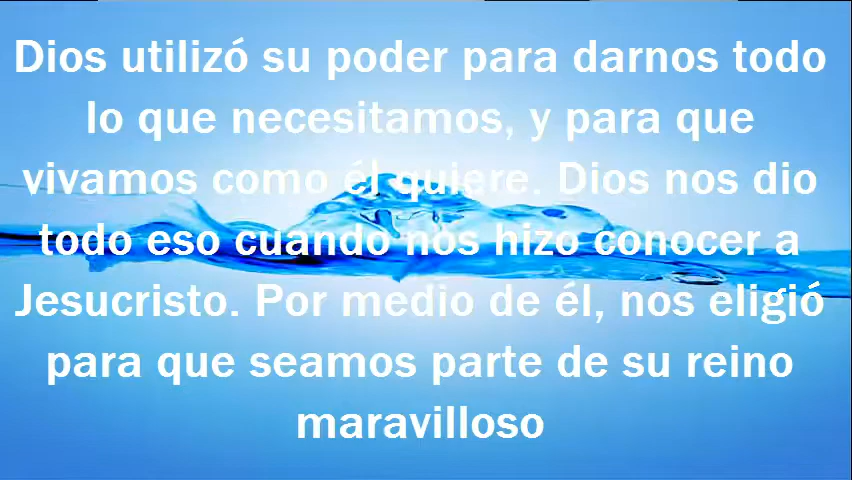 Dios utilizó su poder para darnos todo
lo que necesitamos, y para que
vivamos como él quiere. Dios nos dio
todo eso cuando nos hizo conocer a
Jesucristo. Por medio de él, nos eligió
para que seamos parte de su reino
maravilloso